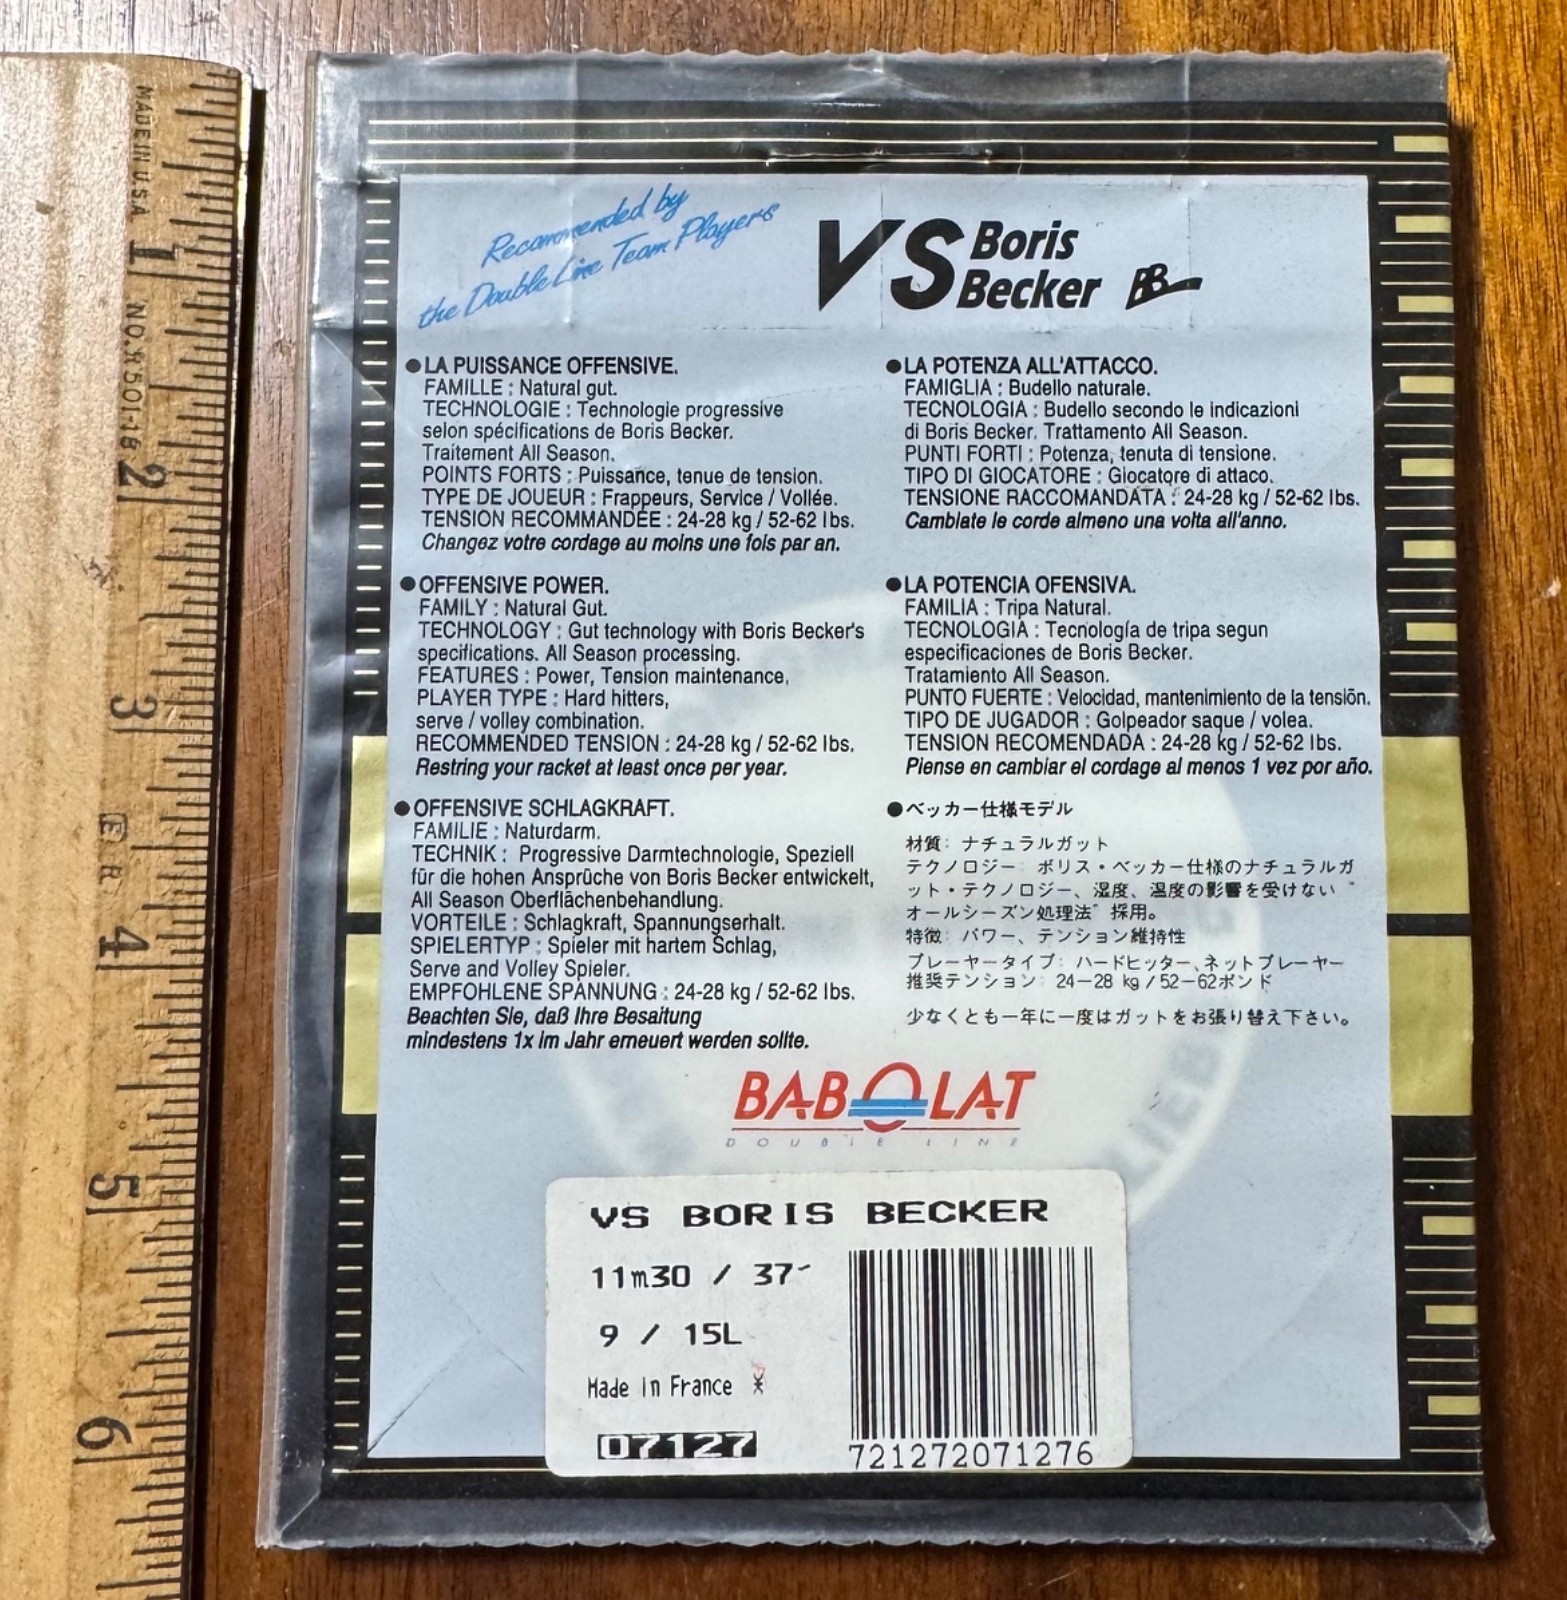 MADE IN U.S.A.
NO. R501-18
1
2
3
4
5
6
Recommended by
the Double Line Team Players
VS Boris
Becker BB
● LA PUISSANCE OFFENSIVE.
FAMILLE : Natural gut.
TECHNOLOGIE : Technologie progressive
selon spécifications de Boris Becker.
Traitement All Season.
POINTS FORTS : Puissance, tenue de tension.
TYPE DE JOUEUR : Frappeurs, Service / Vollée.
TENSION RECOMMANDÉE : 24-28 kg / 52-62 lbs.
Changez votre cordage au moins une fois par an.
● OFFENSIVE POWER.
FAMILY : Natural Gut.
TECHNOLOGY : Gut technology with Boris Becker's
specifications. All Season processing.
FEATURES : Power, Tension maintenance,
PLAYER TYPE : Hard hitters,
serve / volley combination.
RECOMMENDED TENSION : 24-28 kg / 52-62 lbs.
Restring your racket at least once per year.
● OFFENSIVE SCHLAGKRAFT.
FAMILIE : Naturdarm.
TECHNIK : Progressive Darmtechnologie, Speziell
für die hohen Ansprüche von Boris Becker entwickelt,
All Season Oberflächenbehandlung.
VORTEILE : Schlagkraft, Spannungserhalt.
SPIELERTYP : Spieler mit hartem Schlag,
Serve and Volley Spieler.
EMPFOHLENE SPANNUNG : 24-28 kg / 52-62 lbs.
Beachten Sie, daß Ihre Besaitung
mindestens 1x im Jahr erneuert werden sollte.
● LA POTENZA ALL'ATTACCO.
FAMIGLIA : Budello naturale.
TECNOLOGIA : Budello secondo le indicazioni
di Boris Becker. Trattamento All Season.
PUNTI FORTI : Potenza, tenuta di tensione.
TIPO DI GIOCATORE : Giocatore di attaco.
TENSIONE RACCOMANDATA : 24-28 kg / 52-62 lbs.
Cambiate le corde almeno una volta all'anno.
● LA POTENCIA OFENSIVA.
FAMILIA : Tripa Natural.
TECNOLOGIA : Tecnología de tripa segun
especificaciones de Boris Becker.
Tratamiento All Season.
PUNTO FUERTE : Velocidad, mantenimiento de la tensiõn.
TIPO DE JUGADOR : Golpeador saque / volea.
TENSION RECOMENDADA : 24-28 kg / 52-62 lbs.
Piense en cambiar el cordage al menos 1 vez por año.
● ベッカー仕様モデル
材質: ナチュラルガット
テクノロジー: ボリス・ベッカー仕様のナチュラルガ
ット・テクノロジー、湿度、温度の影響を受けない"
オールシーズン処理法" 採用。
特徴: パワー、テンション維持性
プレーヤータイプ: ハードヒッター、ネットプレーヤー
推奨テンション: 24－28 kg / 52－62ポンド
少なくとも一年に一度はガットをお張り替え下さい。
BABOLAT
DOUBLE LINE
VS BORIS BECKER
11m30 / 37'
9 / 15L
Made in France
07127
721272071276